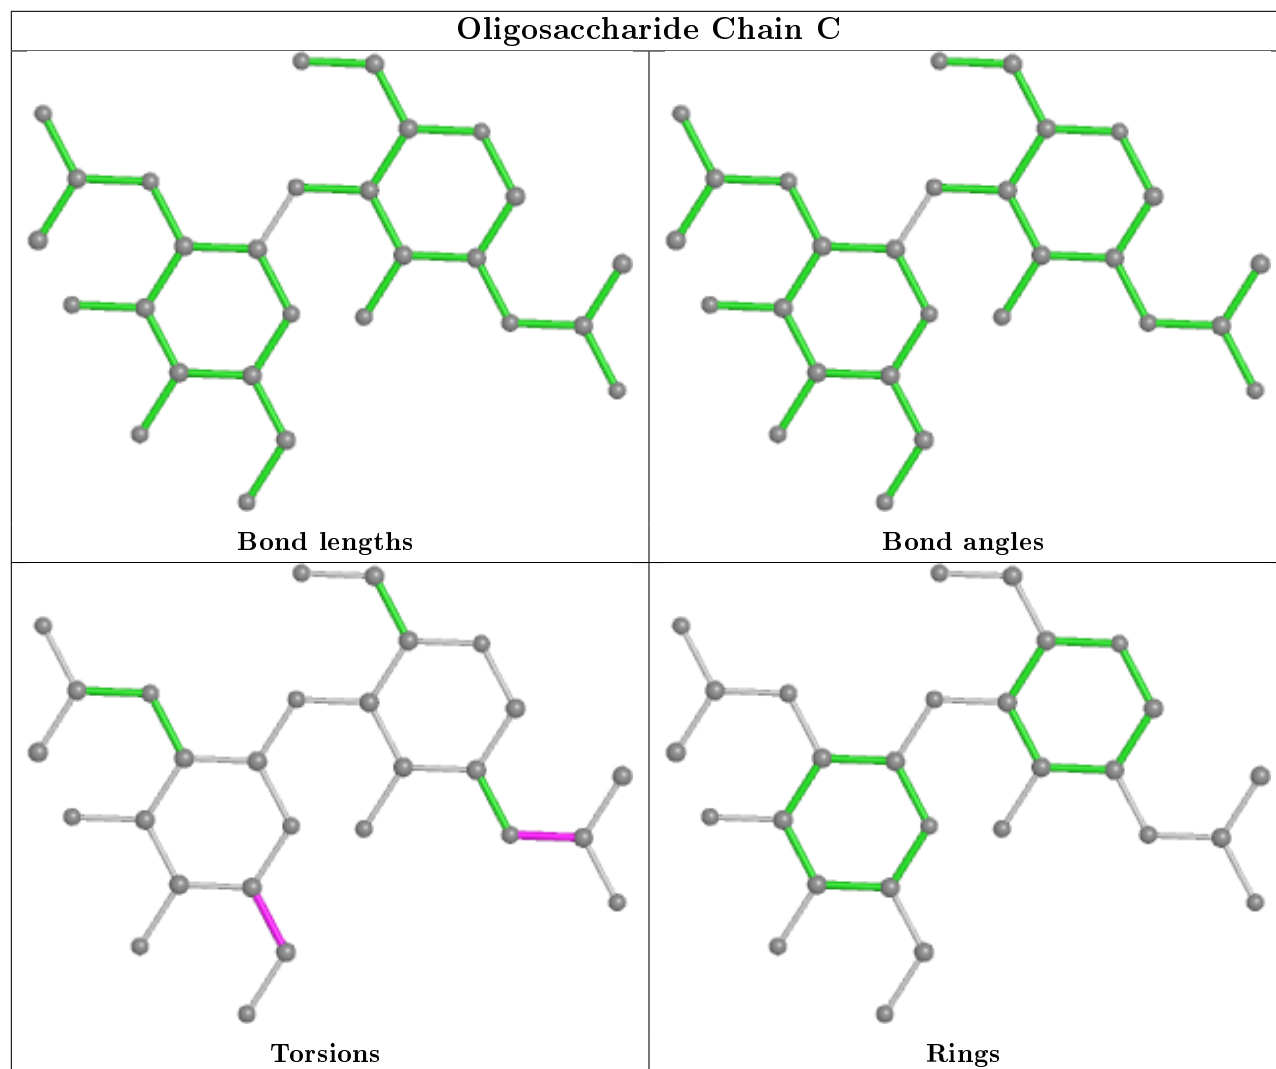 Oligosaccharide Chain C
Bond lengths
Bond angles
Torsions
Rings